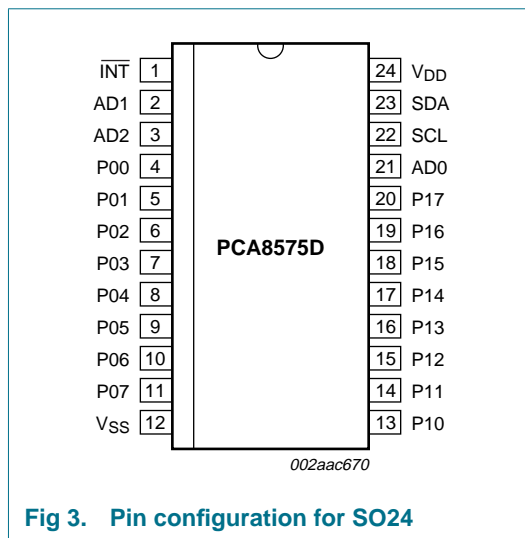 INT 1 24 VDD
AD1 2 23 SDA
AD2 3 22 SCL
P00 4 21 AD0
P01 5 20 P17
P02 6 19 P16
PCA8575D
P03 7 18 P15
P04 8 17 P14
P05 9 16 P13
P06 10 15 P12
P07 11 14 P11
VSS 12 13 P10
002aac670
Fig 3. Pin configuration for SO24